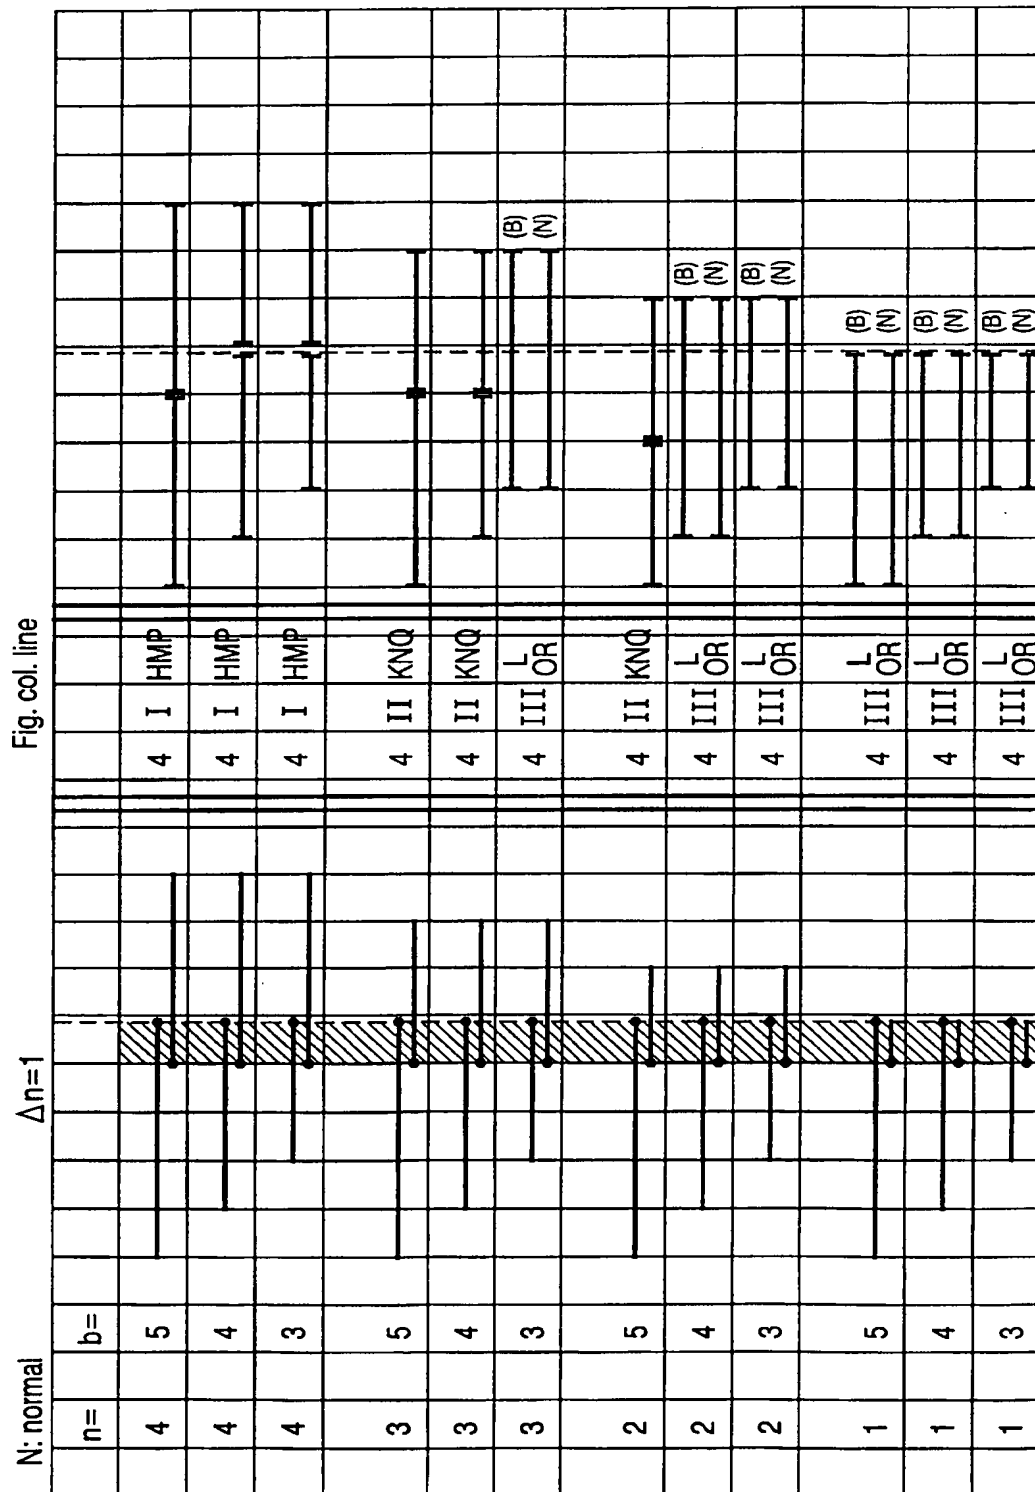 N: normal Δn=1 Fig. col. line
n= b=
4 5 4 I HMP
4 4 4 I HMP
4 3 4 I HMP
3 5 4 II KNQ
3 4 4 II KNQ
3 3 4 III L OR (B) (N)
2 5 4 II KNQ
2 4 4 III L OR (B) (N)
2 3 4 III L OR (B) (N)
1 5 4 III L OR (B) (N)
1 4 4 III L OR (B) (N)
1 3 4 III L OR (B) (N)